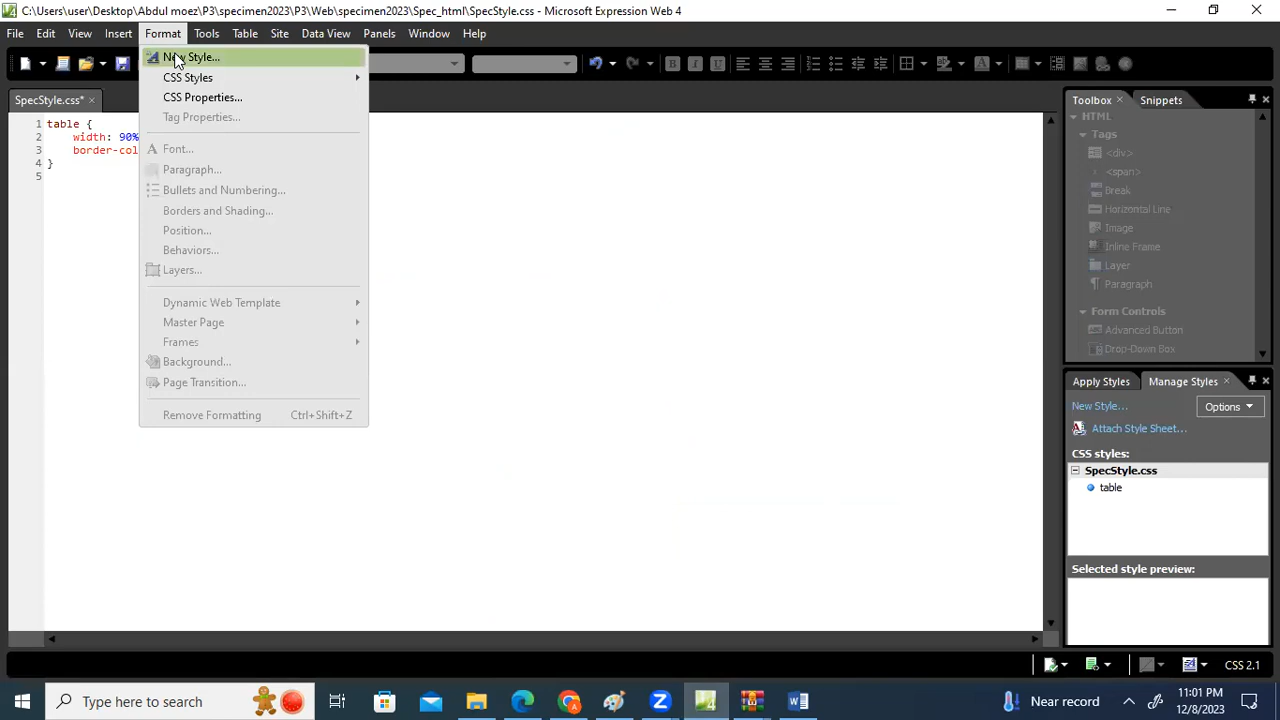 C:\Users\user\Desktop\Abdul moez\P3\specimen2023\P3\Web\specimen2023\Spec_html\SpecStyle.css - Microsoft Expression Web 4
File Edit View Insert Format Tools Table Site Data View Panels Window Help
New Style...
CSS Styles
CSS Properties...
Tag Properties...
Font...
Paragraph...
Bullets and Numbering...
Borders and Shading...
Position...
Behaviors...
Layers...
Dynamic Web Template
Master Page
Frames
Background...
Page Transition...
Remove Formatting Ctrl+Shift+Z
SpecStyle.css*
1 table {
2 width: 90%
3 border-col
4 }
5
Toolbox Snippets
HTML
Tags
<div>
<span>
Break
Horizontal Line
Image
Inline Frame
Layer
Paragraph
Form Controls
Advanced Button
Drop-Down Box
Apply Styles Manage Styles
New Style... Options
Attach Style Sheet...
CSS styles:
SpecStyle.css
table
Selected style preview:
CSS 2.1
Type here to search
Near record
11:01 PM
12/8/2023